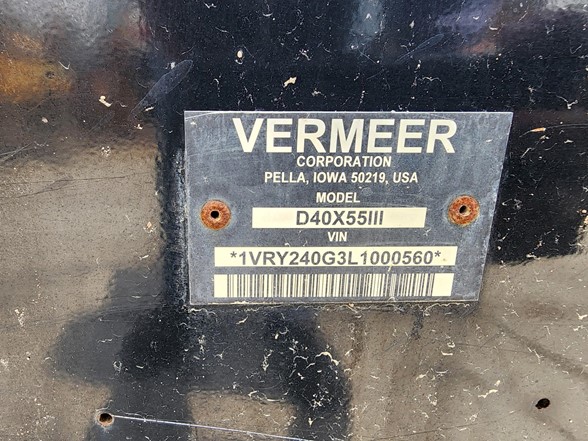 VERMEER
CORPORATION
PELLA, IOWA 50219, USA
MODEL
D40X55III
VIN
*1VRY240G3L1000560*